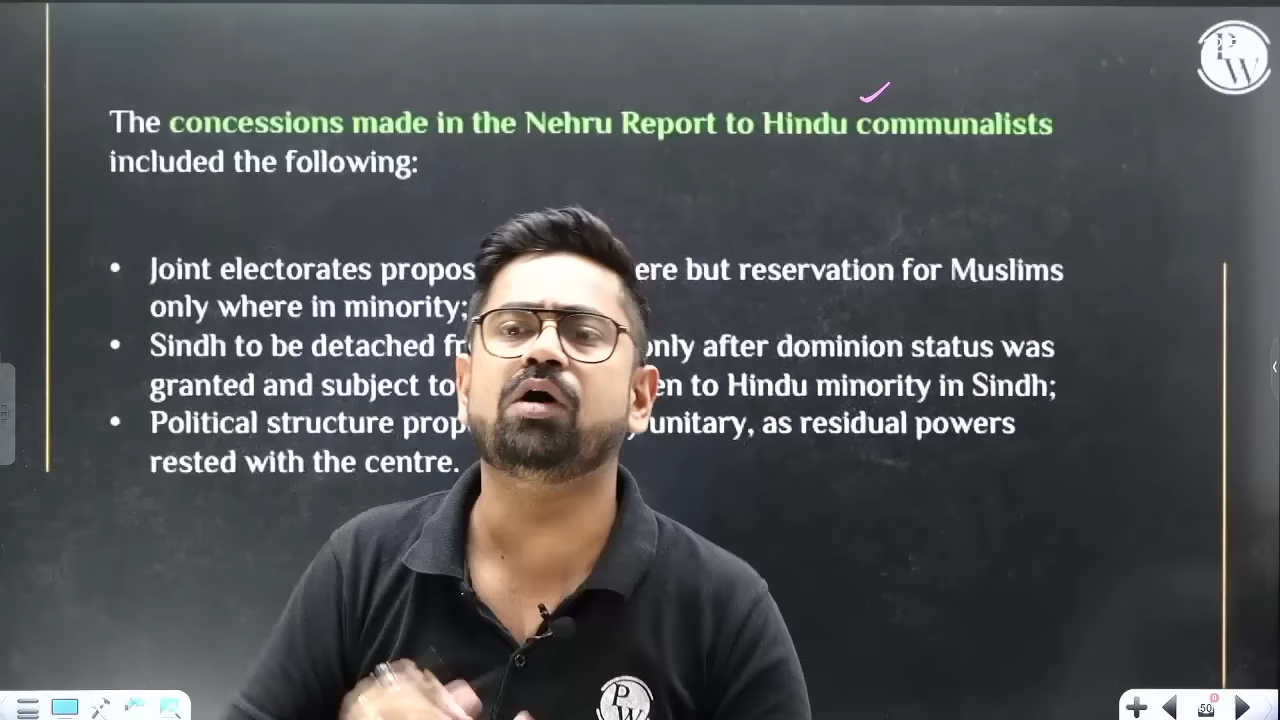 The concessions made in the Nehru Report to Hindu communalists
included the following:
• Joint electorates propos ere but reservation for Muslims
only where in minority;
• Sindh to be detached only after dominion status was
granted and subject to en to Hindu minority in Sindh;
• Political structure prop unitary, as residual powers
rested with the centre.
PW
PW
50